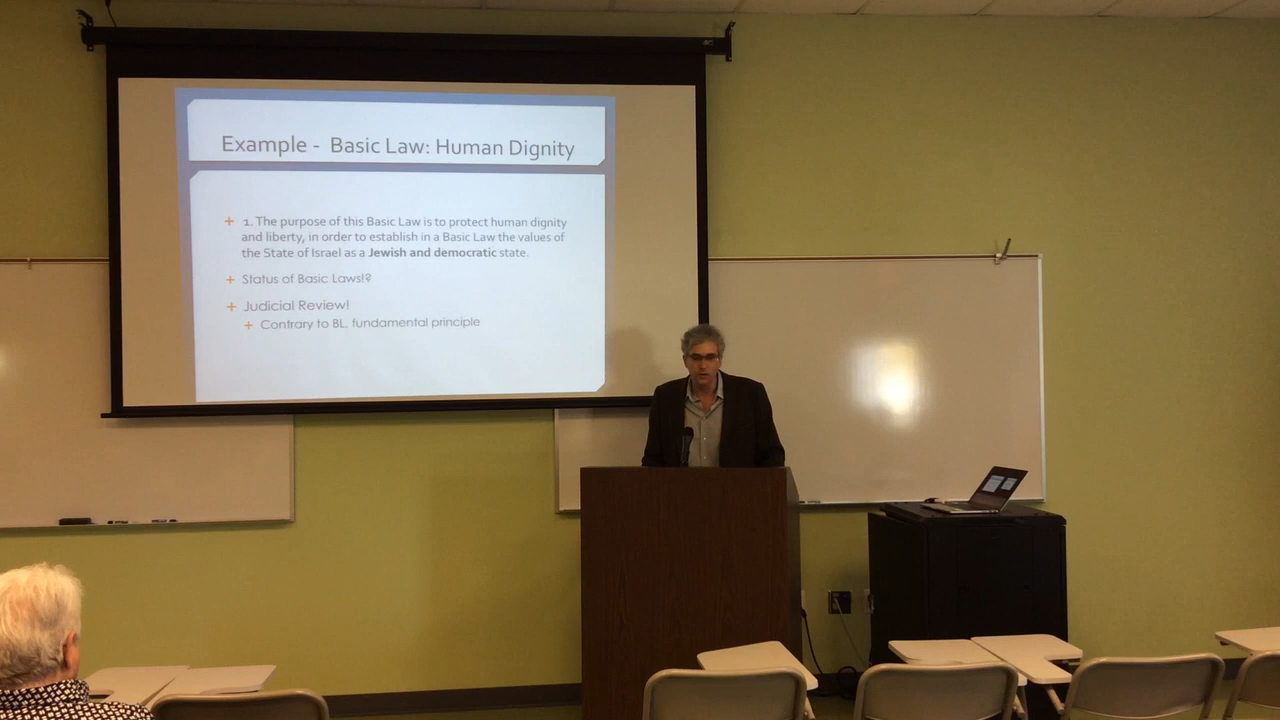 Example - Basic Law: Human Dignity
1. The purpose of this Basic Law is to protect human dignity
and liberty, in order to establish in a Basic Law the values of
the State of Israel as a Jewish and democratic state.
Status of Basic Laws!?
Judicial Review!
Contrary to BL, fundamental principle